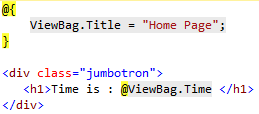 @{
    ViewBag.Title = "Home Page";
}
<div class="jumbotron">
    <h1>Time is : @ViewBag.Time </h1>
</div>